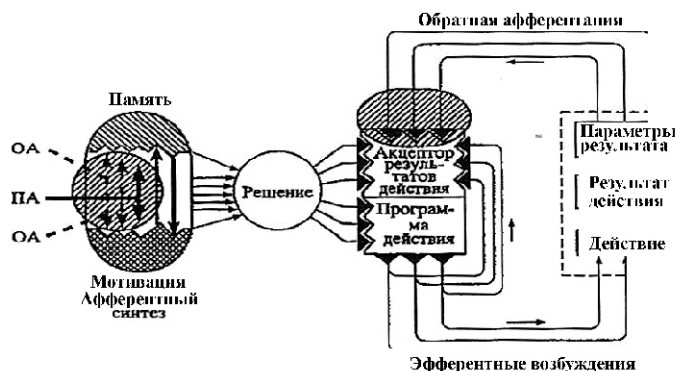 Обратная афферентация
Память
ОА
ПА
ОА
Мотивация
Афферентный
синтез
Решение
Акцептор
резуль-
татов
действия
Програм-
ма
действия
Параметры
результата
Результат
действия
Действие
Эфферентные возбуждения